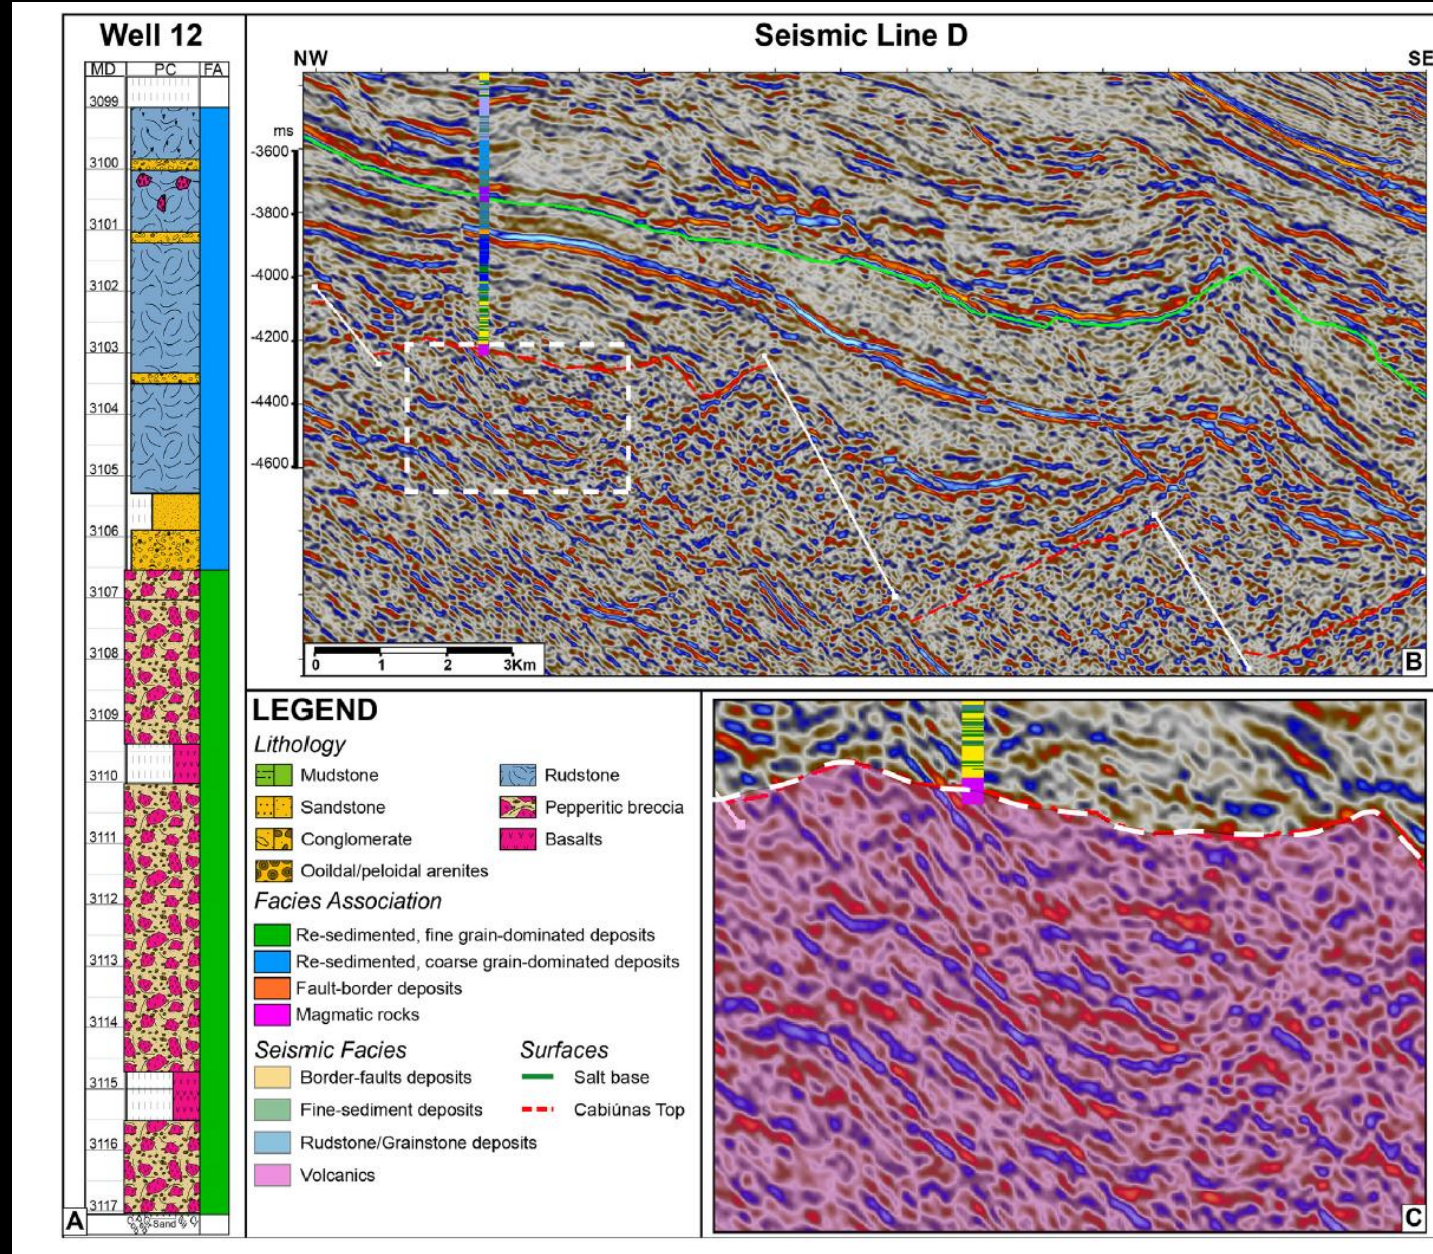 Well 12
MD PC FA
3099
3100
3101
3102
3103
3104
3105
3106
3107
3108
3109
3110
3111
3112
3113
3114
3115
3116
3117
Sand
A
Seismic Line D
NW
SE
ms
-3600
-3800
-4000
-4200
-4400
-4600
0 1 2 3Km
B
LEGEND
Lithology
Mudstone
Sandstone
Conglomerate
Ooildal/peloidal arenites
Rudstone
Pepperitic breccia
Basalts
Facies Association
Re-sedimented, fine grain-dominated deposits
Re-sedimented, coarse grain-dominated deposits
Fault-border deposits
Magmatic rocks
Seismic Facies
Border-faults deposits
Fine-sediment deposits
Rudstone/Grainstone deposits
Volcanics
Surfaces
Salt base
Cabiúnas Top
C